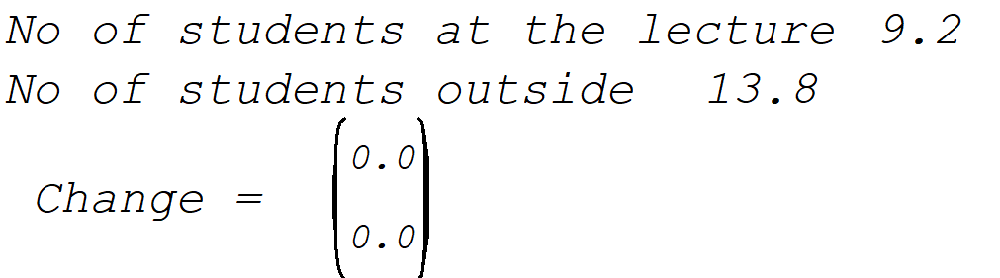 No of students at the lecture 9.2
No of students outside 13.8
0.0
Change =
0.0